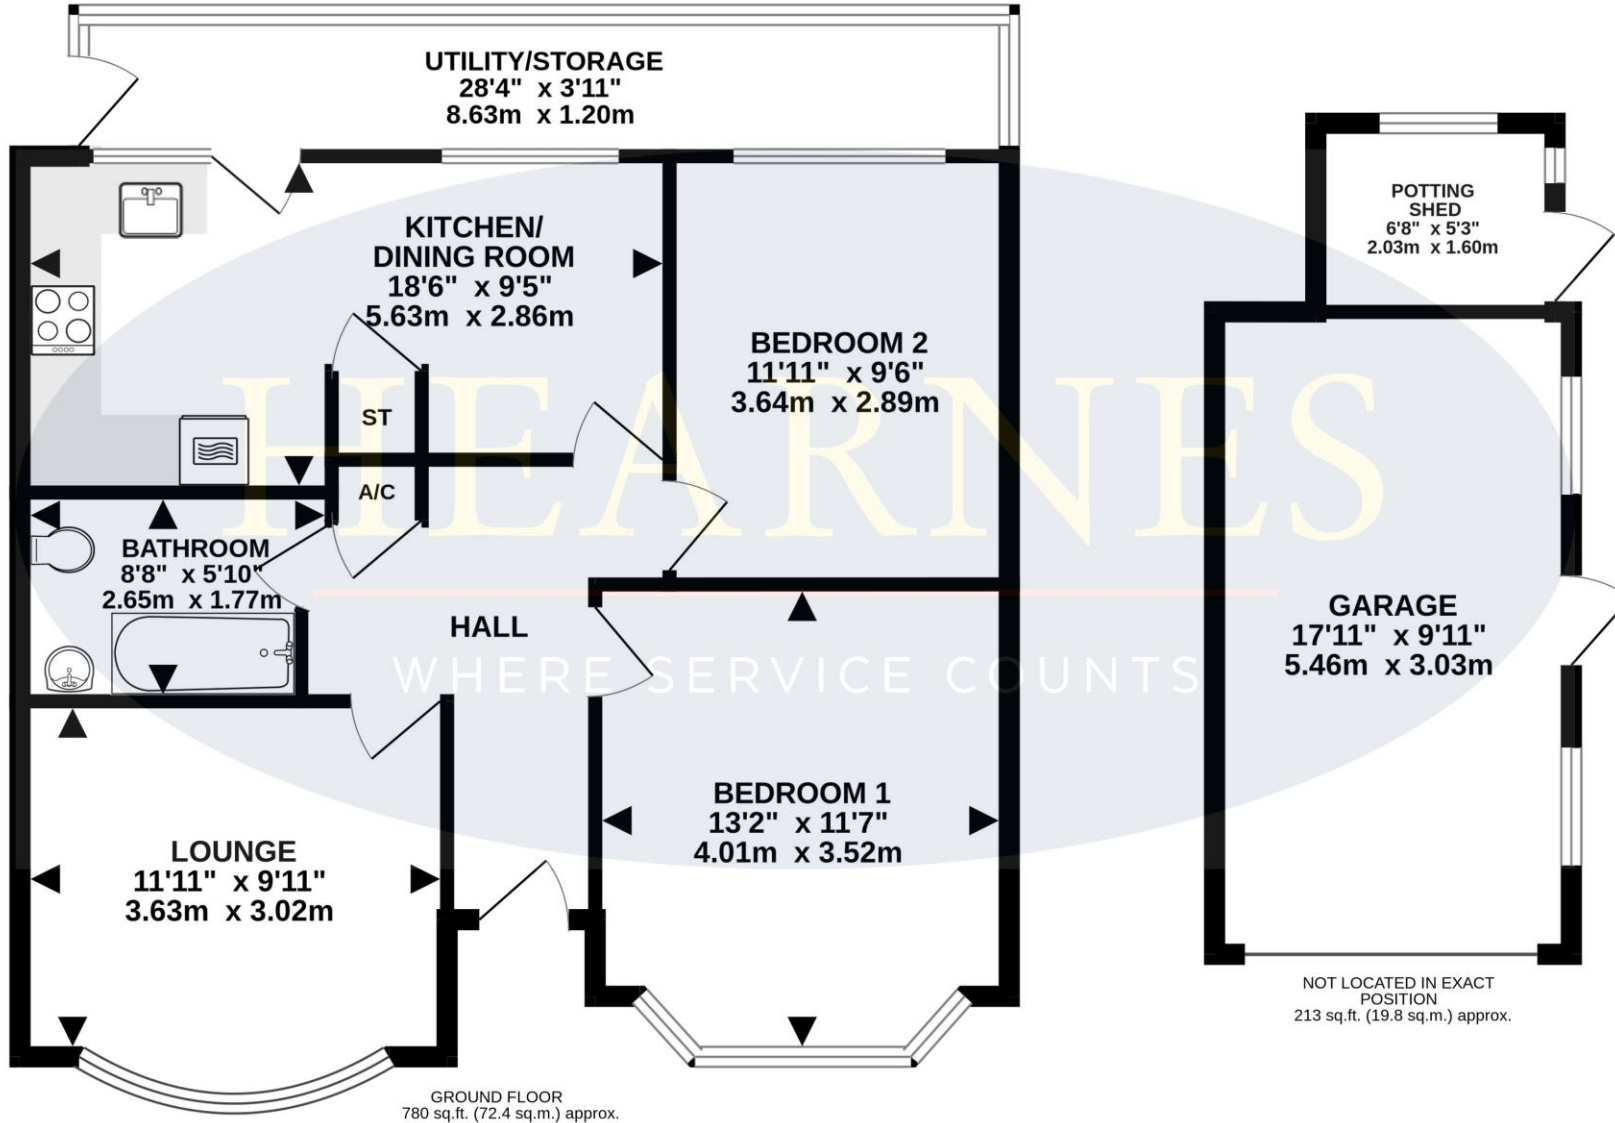 UTILITY/STORAGE
28'4" x 3'11"
8.63m x 1.20m
KITCHEN/
DINING ROOM
18'6" x 9'5"
5.63m x 2.86m
BEDROOM 2
11'11" x 9'6"
3.64m x 2.89m
ST
A/C
BATHROOM
8'8" x 5'10"
2.65m x 1.77m
HALL
LOUNGE
11'11" x 9'11"
3.63m x 3.02m
BEDROOM 1
13'2" x 11'7"
4.01m x 3.52m
GROUND FLOOR
780 sq.ft. (72.4 sq.m.) approx.
POTTING
SHED
6'8" x 5'3"
2.03m x 1.60m
GARAGE
17'11" x 9'11"
5.46m x 3.03m
NOT LOCATED IN EXACT
POSITION
213 sq.ft. (19.8 sq.m.) approx.
HEARNES
WHERE SERVICE COUNTS